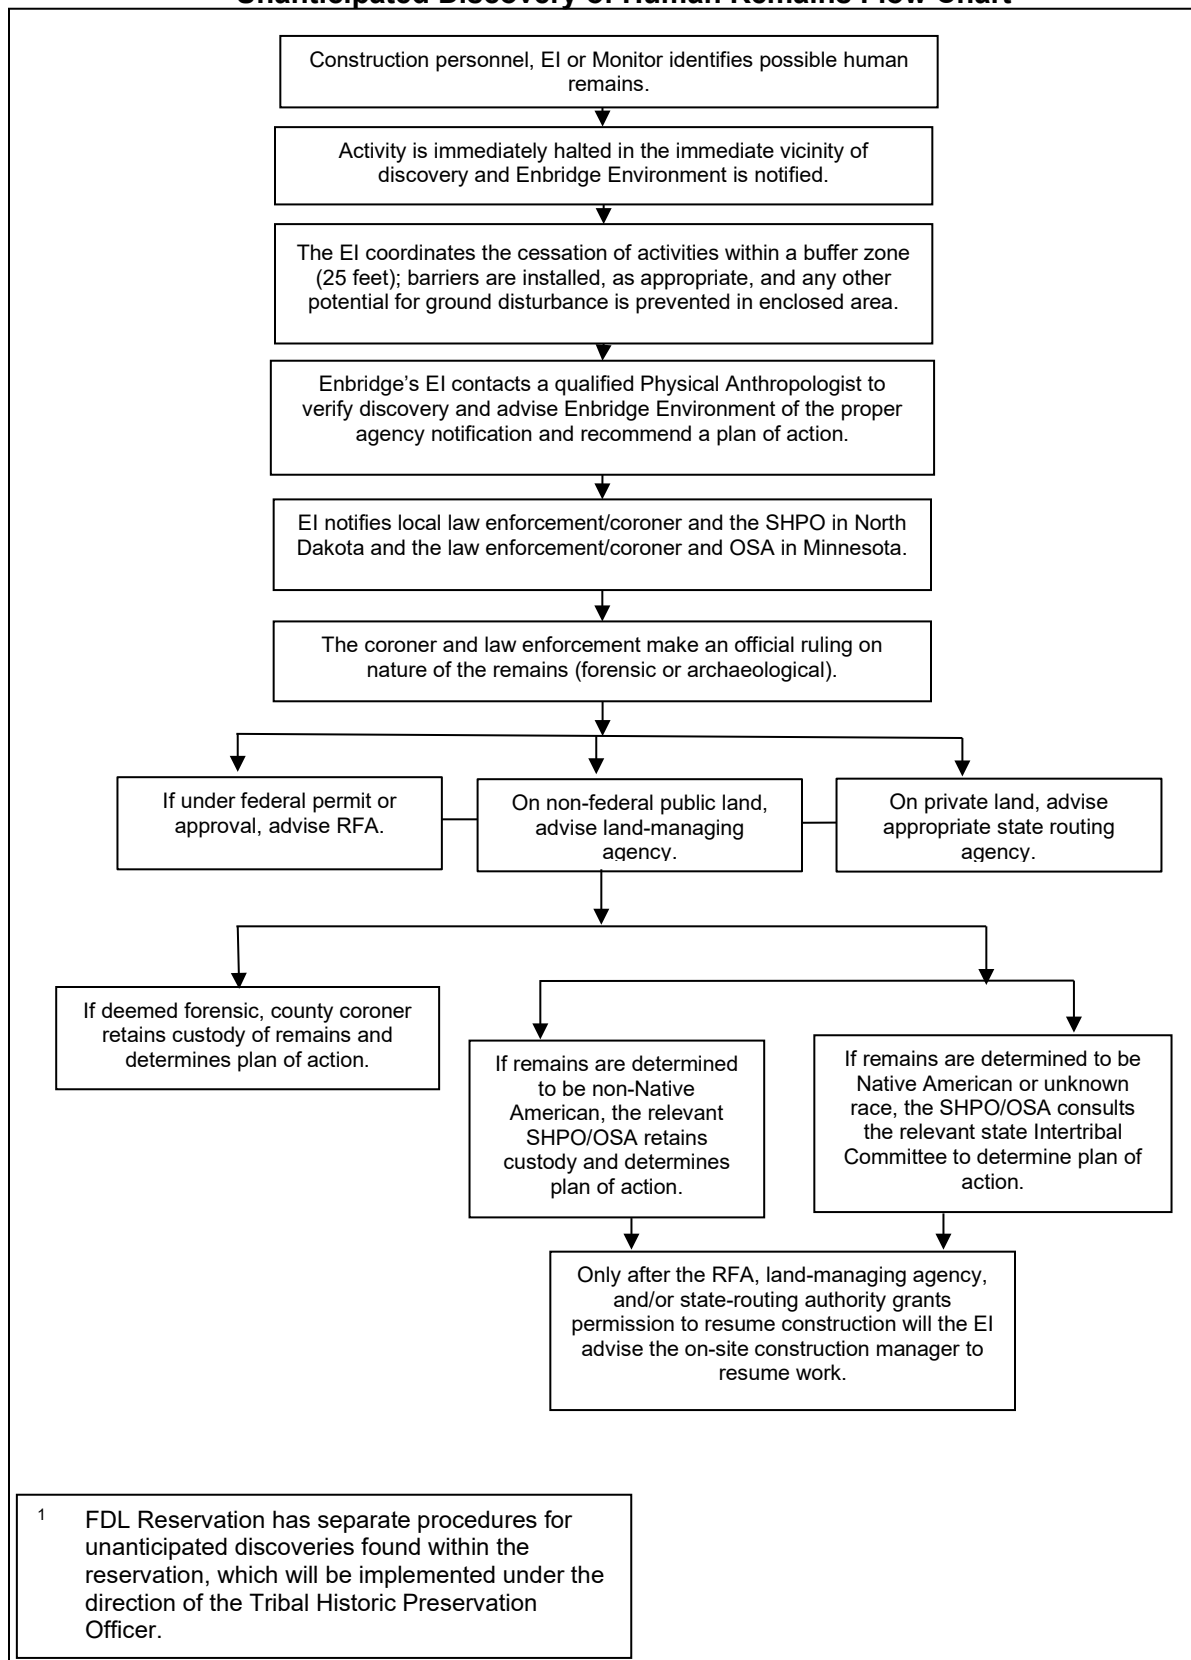 Unanticipated Discovery of Human Remains Flow Chart
Construction personnel, EI or Monitor identifies possible human
remains.
Activity is immediately halted in the immediate vicinity of
discovery and Enbridge Environment is notified.
The EI coordinates the cessation of activities within a buffer zone
(25 feet); barriers are installed, as appropriate, and any other
potential for ground disturbance is prevented in enclosed area.
Enbridge’s EI contacts a qualified Physical Anthropologist to
verify discovery and advise Enbridge Environment of the proper
agency notification and recommend a plan of action.
EI notifies local law enforcement/coroner and the SHPO in North
Dakota and the law enforcement/coroner and OSA in Minnesota.
The coroner and law enforcement make an official ruling on
nature of the remains (forensic or archaeological).
If under federal permit or
approval, advise RFA.
On non-federal public land,
advise land-managing
agency.
On private land, advise
appropriate state routing
agency.
If deemed forensic, county coroner
retains custody of remains and
determines plan of action.
If remains are determined
to be non-Native
American, the relevant
SHPO/OSA retains
custody and determines
plan of action.
If remains are determined to be
Native American or unknown
race, the SHPO/OSA consults
the relevant state Intertribal
Committee to determine plan of
action.
Only after the RFA, land-managing agency,
and/or state-routing authority grants
permission to resume construction will the EI
advise the on-site construction manager to
resume work.
1 FDL Reservation has separate procedures for
unanticipated discoveries found within the
reservation, which will be implemented under the
direction of the Tribal Historic Preservation
Officer.